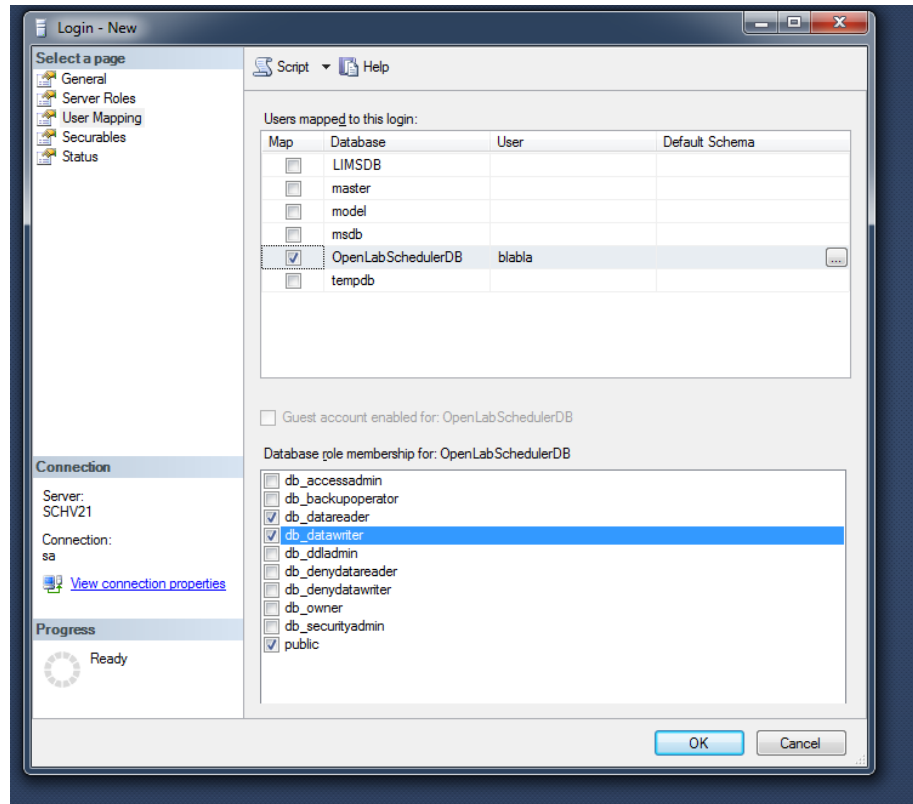 Login - New
Select a page
General
Server Roles
User Mapping
Securables
Status
Script Help
Users mapped to this login:
Map Database User Default Schema
LIMSDB
master
model
msdb
OpenLabSchedulerDB blabla ...
tempdb
Guest account enabled for: OpenLabSchedulerDB
Database role membership for: OpenLabSchedulerDB
db_accessadmin
db_backupoperator
db_datareader
db_datawriter
db_ddladmin
db_denydatareader
db_denydatawriter
db_owner
db_securityadmin
public
Connection
Server:
SCHV21
Connection:
sa
View connection properties
Progress
Ready
OK Cancel